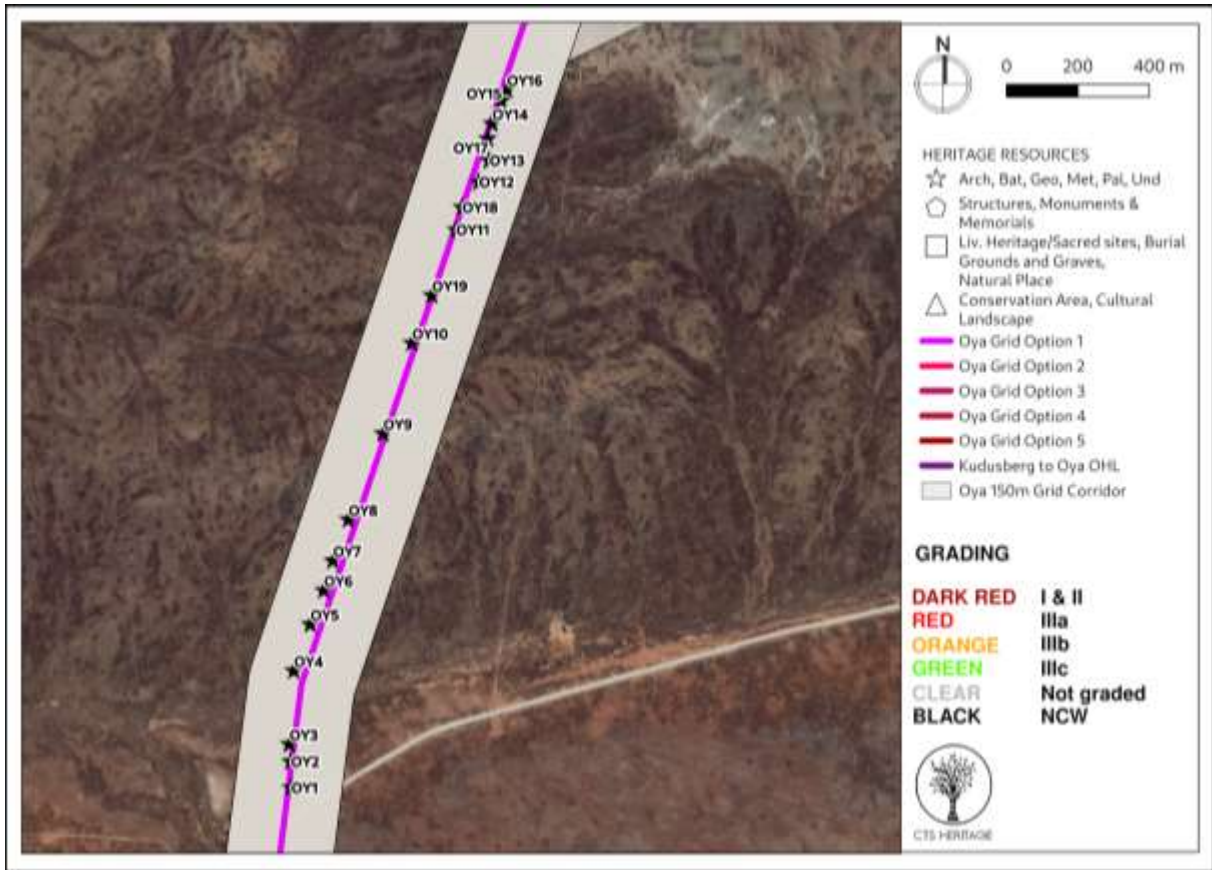 OY16
OY15
OY14
OY17
OY13
OY12
OY18
OY11
OY19
OY10
OY9
OY8
OY7
OY6
OY5
OY4
OY3
OY2
OY1
N
0 200 400 m
HERITAGE RESOURCES
Arch, Bat, Geo, Met, Pal, Und
Structures, Monuments &
Memorials
Liv. Heritage/Sacred sites, Burial
Grounds and Graves,
Natural Place
Conservation Area, Cultural
Landscape
Oya Grid Option 1
Oya Grid Option 2
Oya Grid Option 3
Oya Grid Option 4
Oya Grid Option 5
Kudusberg to Oya OHL
Oya 150m Grid Corridor
GRADING
DARK RED I & II
RED IIIa
ORANGE IIIb
GREEN IIIc
CLEAR Not graded
BLACK NCW
CTS HERITAGE